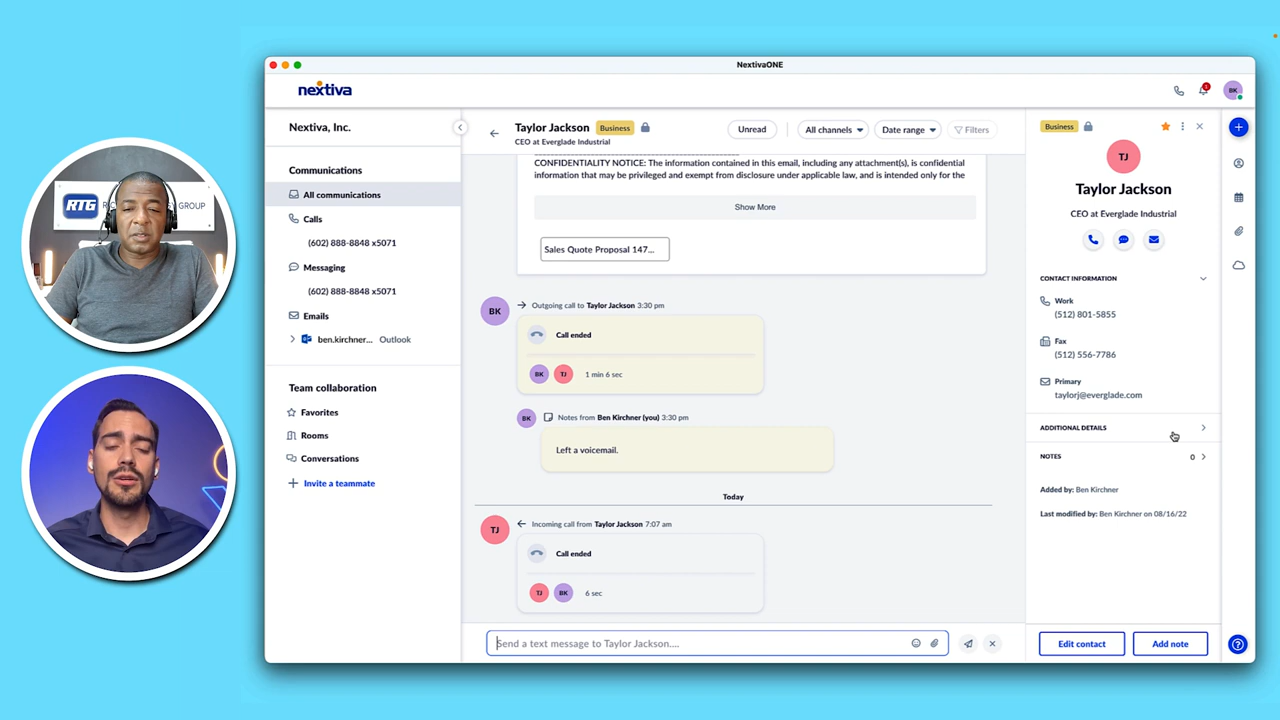 NextivaONE
nextiva
1
BK
Nextiva, Inc.
Communications
All communications
Calls
(602) 888-8848 x5071
Messaging
(602) 888-8848 x5071
Emails
ben.kirchner... Outlook
Team collaboration
Favorites
Rooms
Conversations
Invite a teammate
Taylor Jackson Business
CEO at Everglade Industrial
Unread
All channels
Date range
Filters
CONFIDENTIALITY NOTICE: The information contained in this email, including any attachment(s), is confidential
information that may be privileged and exempt from disclosure under applicable law, and is intended only for the
Show More
Sales Quote Proposal 147...
BK
Outgoing call to Taylor Jackson 3:30 pm
Call ended
BK TJ 1 min 6 sec
BK
Notes from Ben Kirchner (you) 3:30 pm
Left a voicemail.
Today
TJ
Incoming call from Taylor Jackson 7:07 am
Call ended
TJ BK 6 sec
Send a text message to Taylor Jackson....
Business
TJ
Taylor Jackson
CEO at Everglade Industrial
CONTACT INFORMATION
Work
(512) 801-5855
Fax
(512) 556-7786
Primary
taylorj@everglade.com
ADDITIONAL DETAILS
NOTES 0
Added by: Ben Kirchner
Last modified by: Ben Kirchner on 08/16/22
Edit contact
Add note
RTG
GROUP